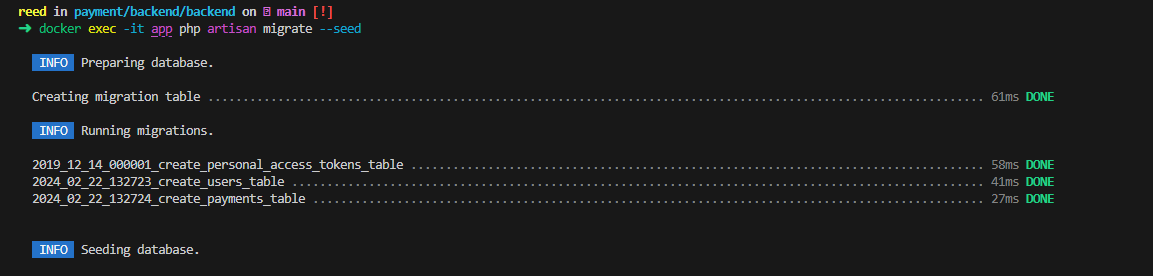 reed in payment/backend/backend on main [!]
➜ docker exec -it app php artisan migrate --seed
INFO Preparing database.
Creating migration table ................................................................................................................ 61ms DONE
INFO Running migrations.
2019_12_14_000001_create_personal_access_tokens_table .................................................................................. 58ms DONE
2024_02_22_132723_create_users_table .................................................................................................... 41ms DONE
2024_02_22_132724_create_payments_table ................................................................................................ 27ms DONE
INFO Seeding database.